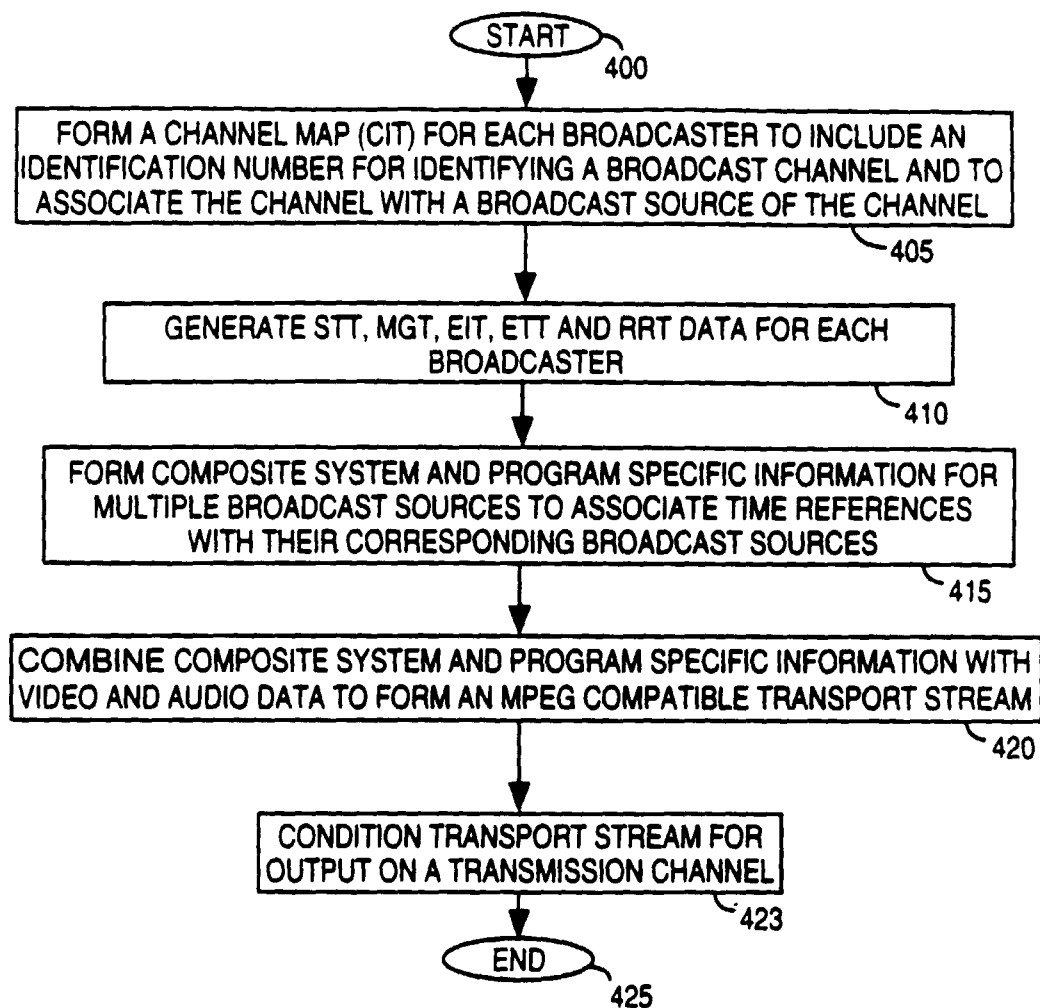 START
400
FORM A CHANNEL MAP (CIT) FOR EACH BROADCASTER TO INCLUDE AN
IDENTIFICATION NUMBER FOR IDENTIFYING A BROADCAST CHANNEL AND TO
ASSOCIATE THE CHANNEL WITH A BROADCAST SOURCE OF THE CHANNEL
405
GENERATE STT, MGT, EIT, ETT AND RRT DATA FOR EACH
BROADCASTER
410
FORM COMPOSITE SYSTEM AND PROGRAM SPECIFIC INFORMATION FOR
MULTIPLE BROADCAST SOURCES TO ASSOCIATE TIME REFERENCES
WITH THEIR CORRESPONDING BROADCAST SOURCES
415
COMBINE COMPOSITE SYSTEM AND PROGRAM SPECIFIC INFORMATION WITH
VIDEO AND AUDIO DATA TO FORM AN MPEG COMPATIBLE TRANSPORT STREAM
420
CONDITION TRANSPORT STREAM FOR
OUTPUT ON A TRANSMISSION CHANNEL
423
END
425